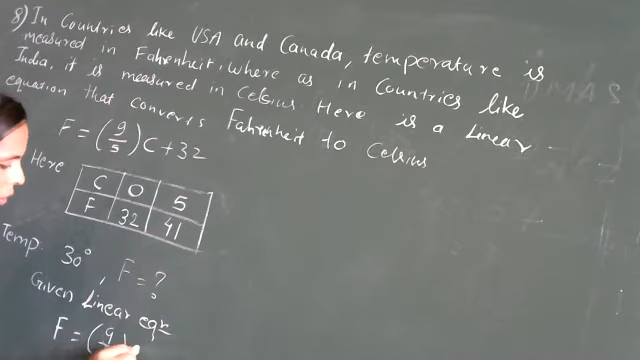 8) In Countries like USA and Canada, temperature is
measured in Fahrenheit, where as in Countries like
India, it is measured in Celsius. Here is a Linear
equation that converts Fahrenheit to Celsius
F = (9/5) C + 32
Here
C 0 5
F 32 41
Temp. 30°, F = ?
Given Linear eqn
F = (9